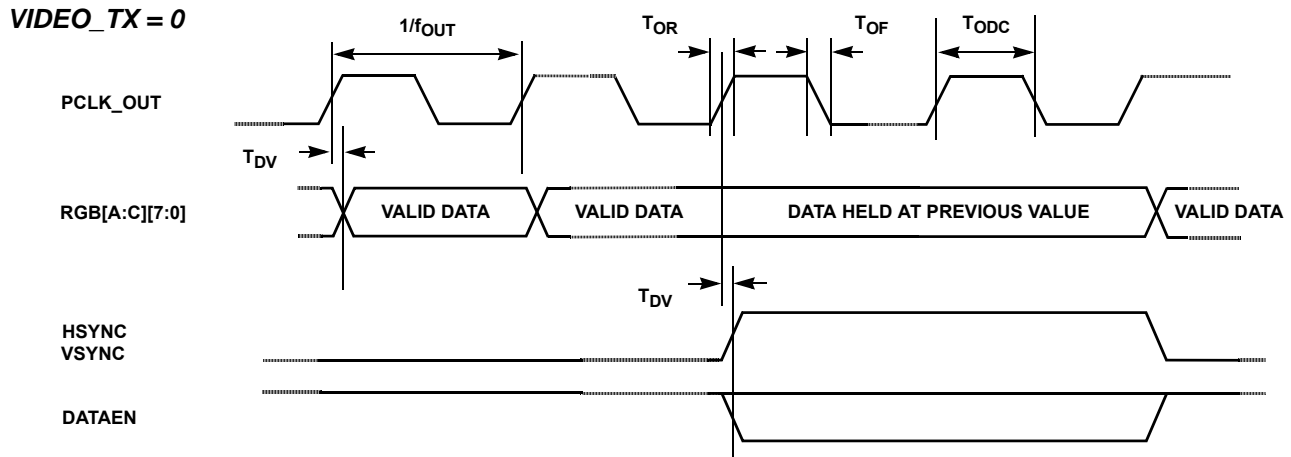 VIDEO_TX = 0
1/fOUT
TOR
TOF
TODC
PCLK_OUT
TDV
RGB[A:C][7:0]
VALID DATA
VALID DATA
DATA HELD AT PREVIOUS VALUE
VALID DATA
TDV
HSYNC
VSYNC
DATAEN